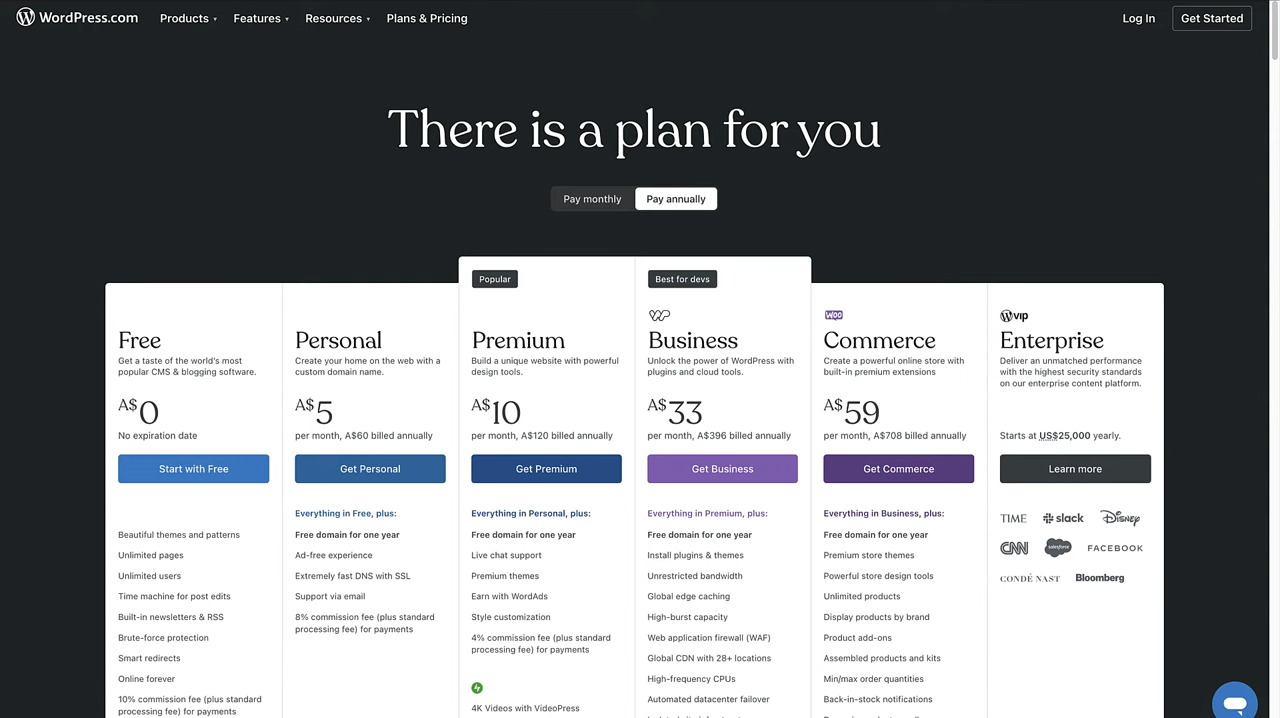 WordPress.com
Products
Features
Resources
Plans & Pricing
Log In
Get Started
There is a plan for you
Pay monthly
Pay annually
Free
Get a taste of the world's most
popular CMS & blogging software.
A$0
No expiration date
Start with Free
Beautiful themes and patterns
Unlimited pages
Unlimited users
Time machine for post edits
Built-in newsletters & RSS
Brute-force protection
Smart redirects
Online forever
10% commission fee (plus standard
processing fee) for payments
Personal
Create your home on the web with a
custom domain name.
A$5
per month, A$60 billed annually
Get Personal
Everything in Free, plus:
Free domain for one year
Ad-free experience
Extremely fast DNS with SSL
Support via email
8% commission fee (plus standard
processing fee) for payments
Popular
Premium
Build a unique website with powerful
design tools.
A$10
per month, A$120 billed annually
Get Premium
Everything in Personal, plus:
Free domain for one year
Live chat support
Premium themes
Earn with WordAds
Style customization
4% commission fee (plus standard
processing fee) for payments
4K Videos with VideoPress
Best for devs
Business
Unlock the power of WordPress with
plugins and cloud tools.
A$33
per month, A$396 billed annually
Get Business
Everything in Premium, plus:
Free domain for one year
Install plugins & themes
Unrestricted bandwidth
Global edge caching
High-burst capacity
Web application firewall (WAF)
Global CDN with 28+ locations
High-frequency CPUs
Automated datacenter failover
WOO
Commerce
Create a powerful online store with
built-in premium extensions
A$59
per month, A$708 billed annually
Get Commerce
Everything in Business, plus:
Free domain for one year
Premium store themes
Powerful store design tools
Unlimited products
Display products by brand
Product add-ons
Assembled products and kits
Min/max order quantities
Back-in-stock notifications
vip
Enterprise
Deliver an unmatched performance
with the highest security standards
on our enterprise content platform.
Starts at US$25,000 yearly.
Learn more
TIME slack Disney
CNN salesforce FACEBOOK
CONDÉ NAST Bloomberg